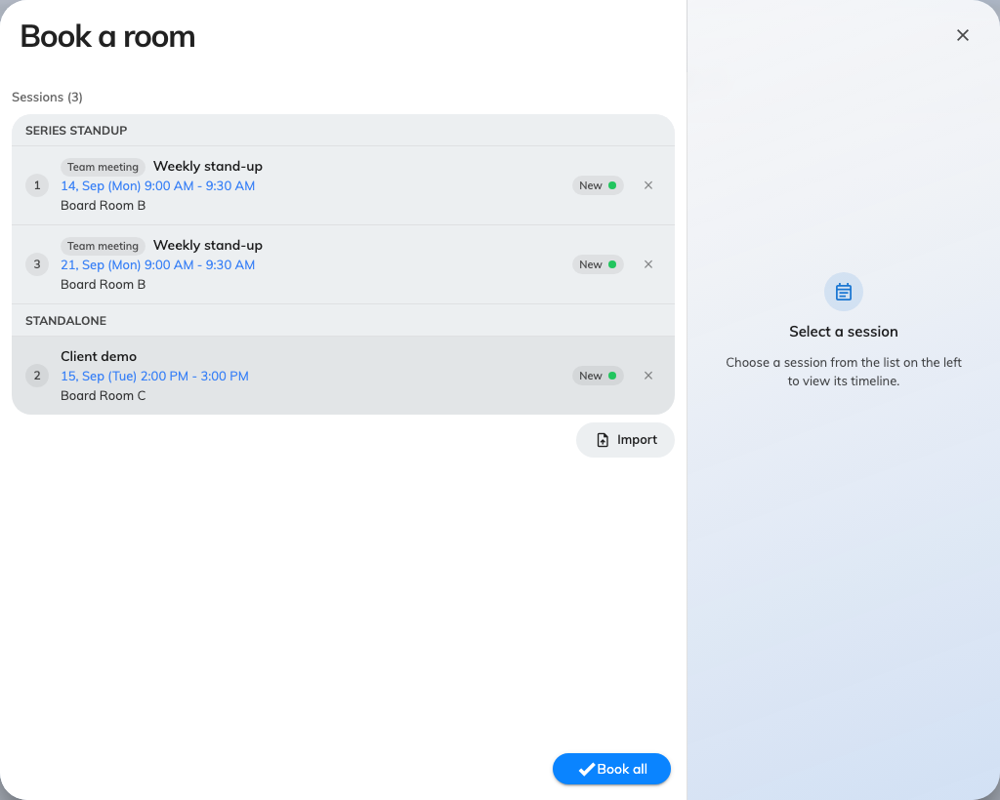 Book a room
Sessions (3)
SERIES STANDUP
1
Team meeting Weekly stand-up
14, Sep (Mon) 9:00 AM - 9:30 AM
Board Room B
New
3
Team meeting Weekly stand-up
21, Sep (Mon) 9:00 AM - 9:30 AM
Board Room B
New
STANDALONE
2
Client demo
15, Sep (Tue) 2:00 PM - 3:00 PM
Board Room C
New
Import
Book all
Select a session
Choose a session from the list on the left
to view its timeline.